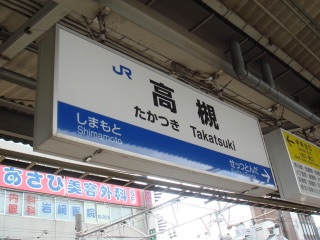 JR
高槻
たかつき Takatsuki
しまもと
Shimamoto
せっつとんだ
あさひ美容外科